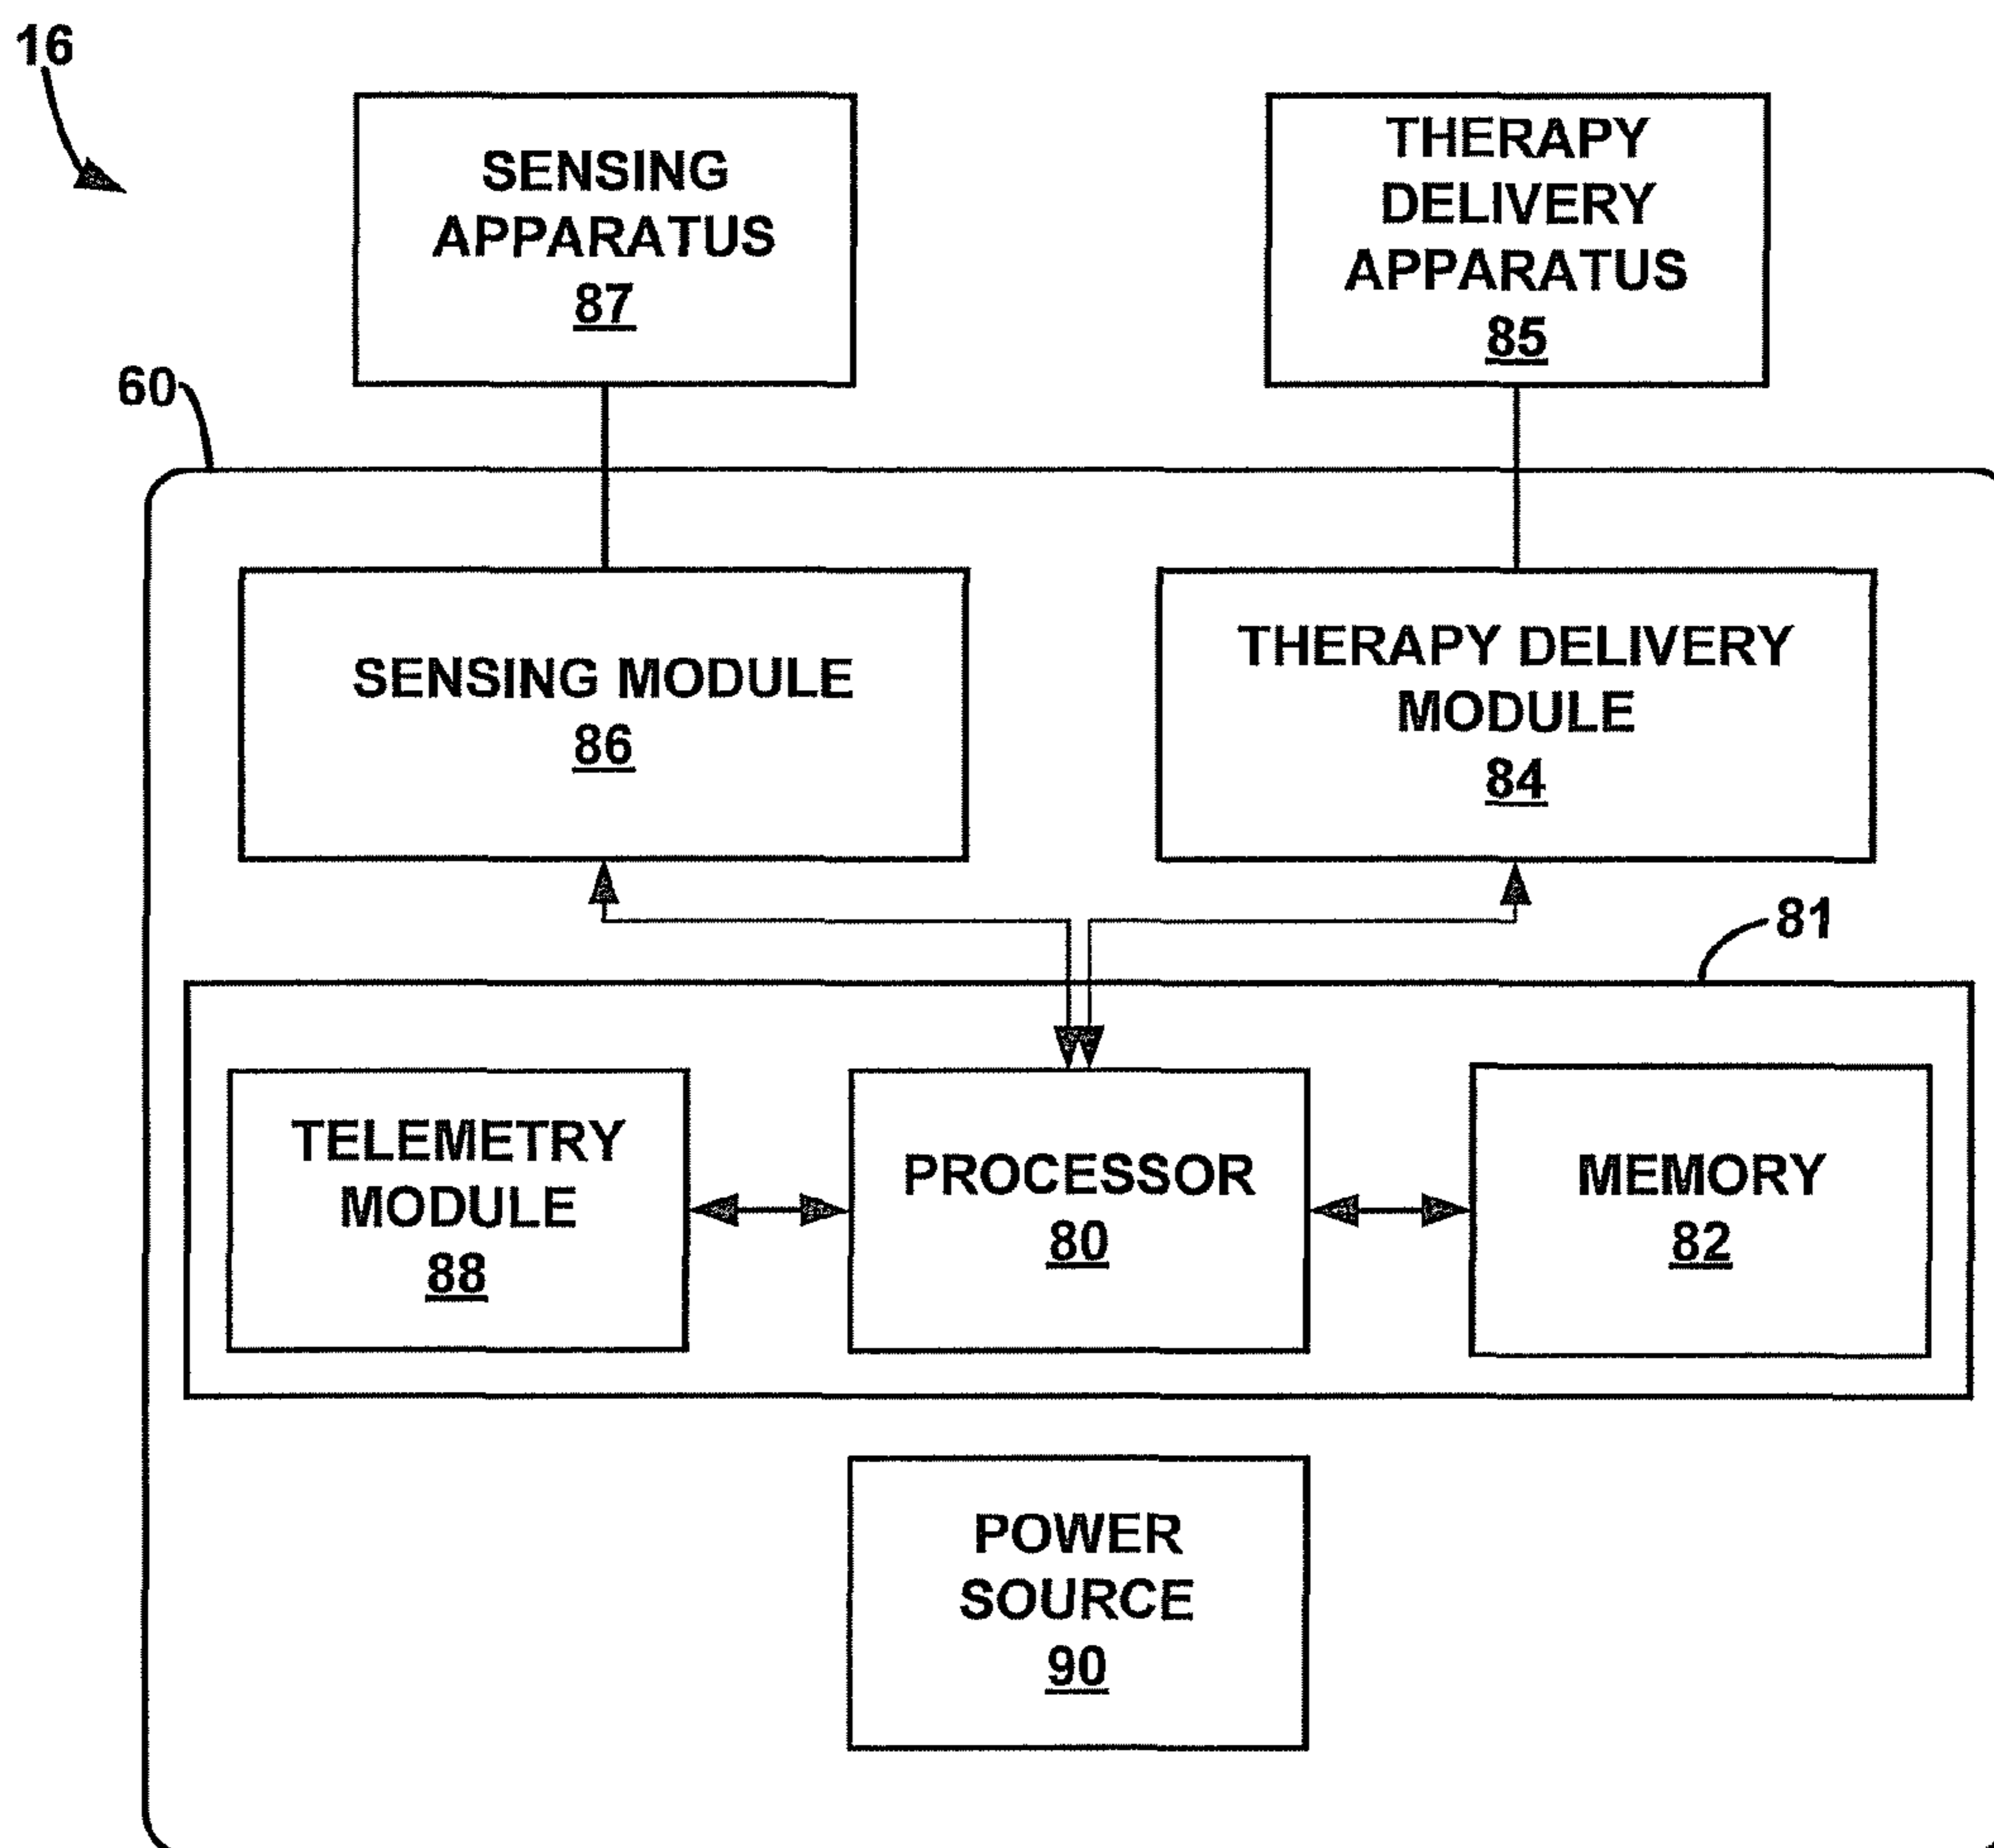 16
SENSING
APPARATUS
87
THERAPY
DELIVERY
APPARATUS
85
60
SENSING MODULE
86
THERAPY DELIVERY
MODULE
84
81
TELEMETRY
MODULE
88
PROCESSOR
80
MEMORY
82
POWER
SOURCE
90